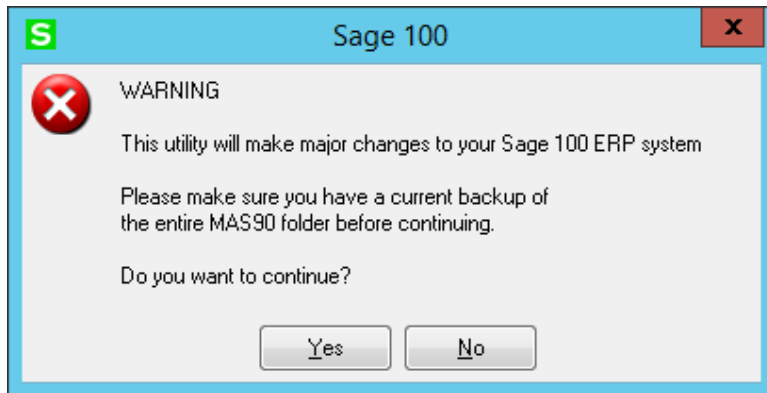 S
Sage 100
x
WARNING
This utility will make major changes to your Sage 100 ERP system
Please make sure you have a current backup of
the entire MAS90 folder before continuing.
Do you want to continue?
Yes
No